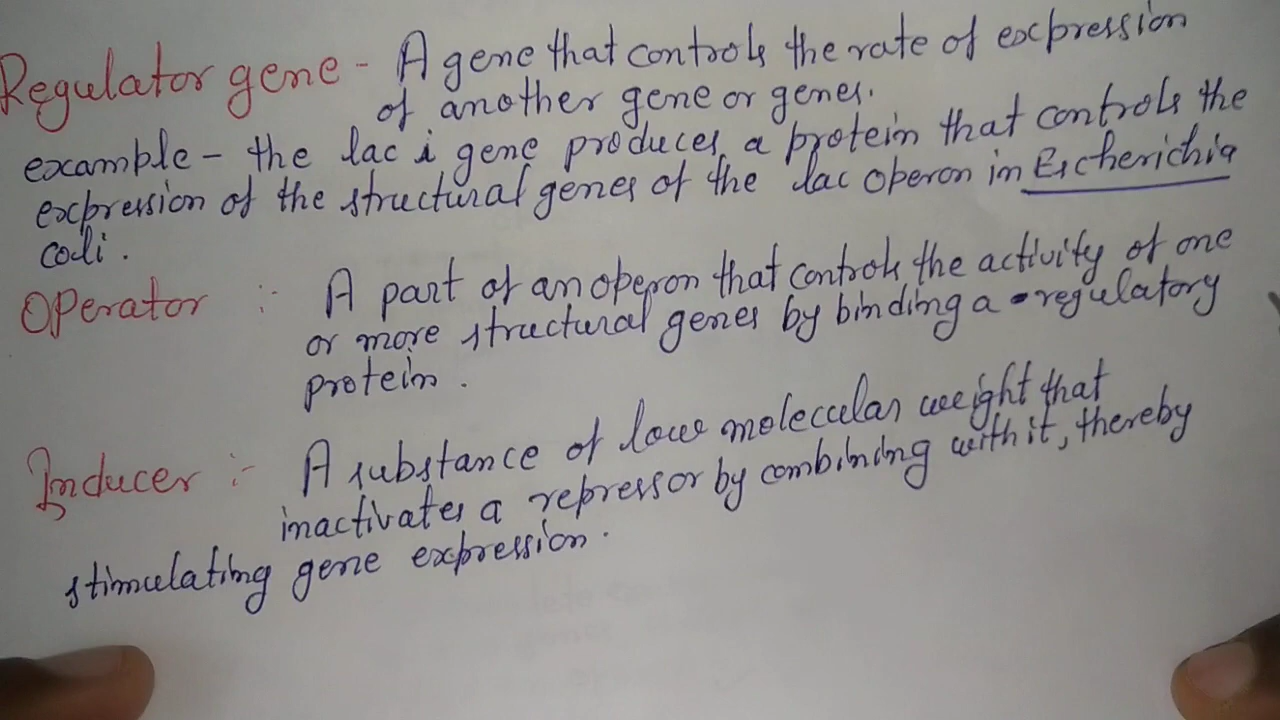 Regulator gene - A gene that controls the rate of expression
of another gene or genes.
example - the lac i gene produces a protein that controls the
expression of the structural genes of the lac operon in Escherichia
coli.
Operator :- A part of an operon that controls the activity of one
or more structural genes by binding a regulatory
protein.
Inducer :- A substance of low molecular weight that
inactivates a repressor by combining with it, thereby
stimulating gene expression.